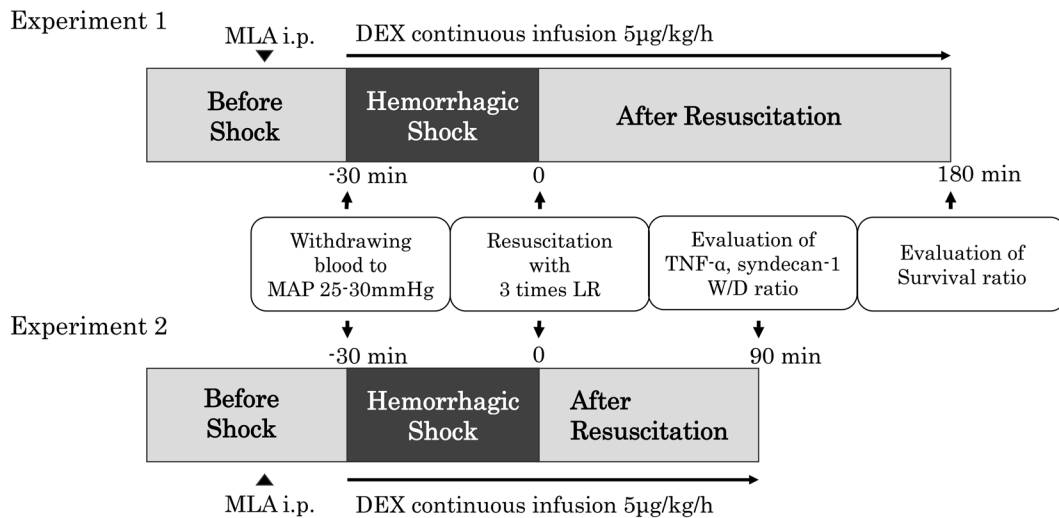 Experiment 1
MLA i.p.
DEX continuous infusion 5μg/kg/h
Before
Shock
Hemorrhagic
Shock
After Resuscitation
-30 min
0
180 min
Withdrawing
blood to
MAP 25-30mmHg
Resuscitation
with
3 times LR
Evaluation of
TNF-α, syndecan-1
W/D ratio
Evaluation of
Survival ratio
Experiment 2
-30 min
0
90 min
Before
Shock
Hemorrhagic
Shock
After
Resuscitation
MLA i.p.
DEX continuous infusion 5μg/kg/h